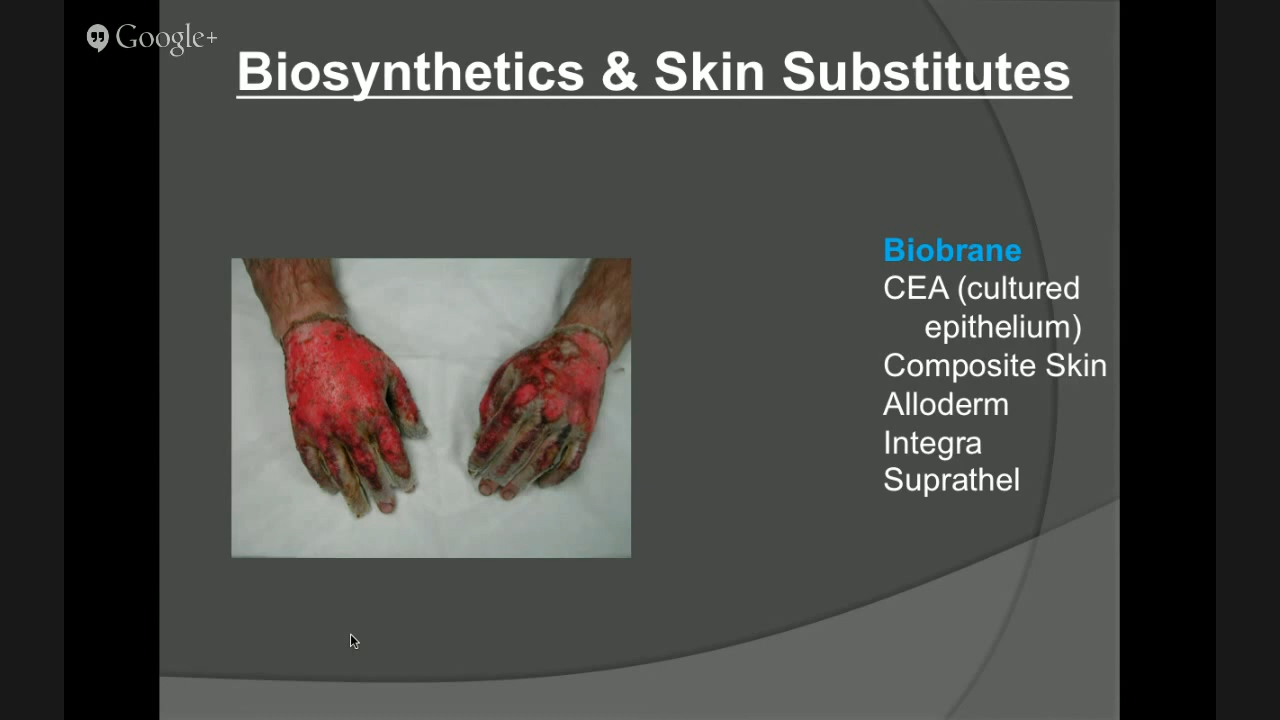 Google+
Biosynthetics & Skin Substitutes
Biobrane
CEA (cultured
epithelium)
Composite Skin
Alloderm
Integra
Suprathel